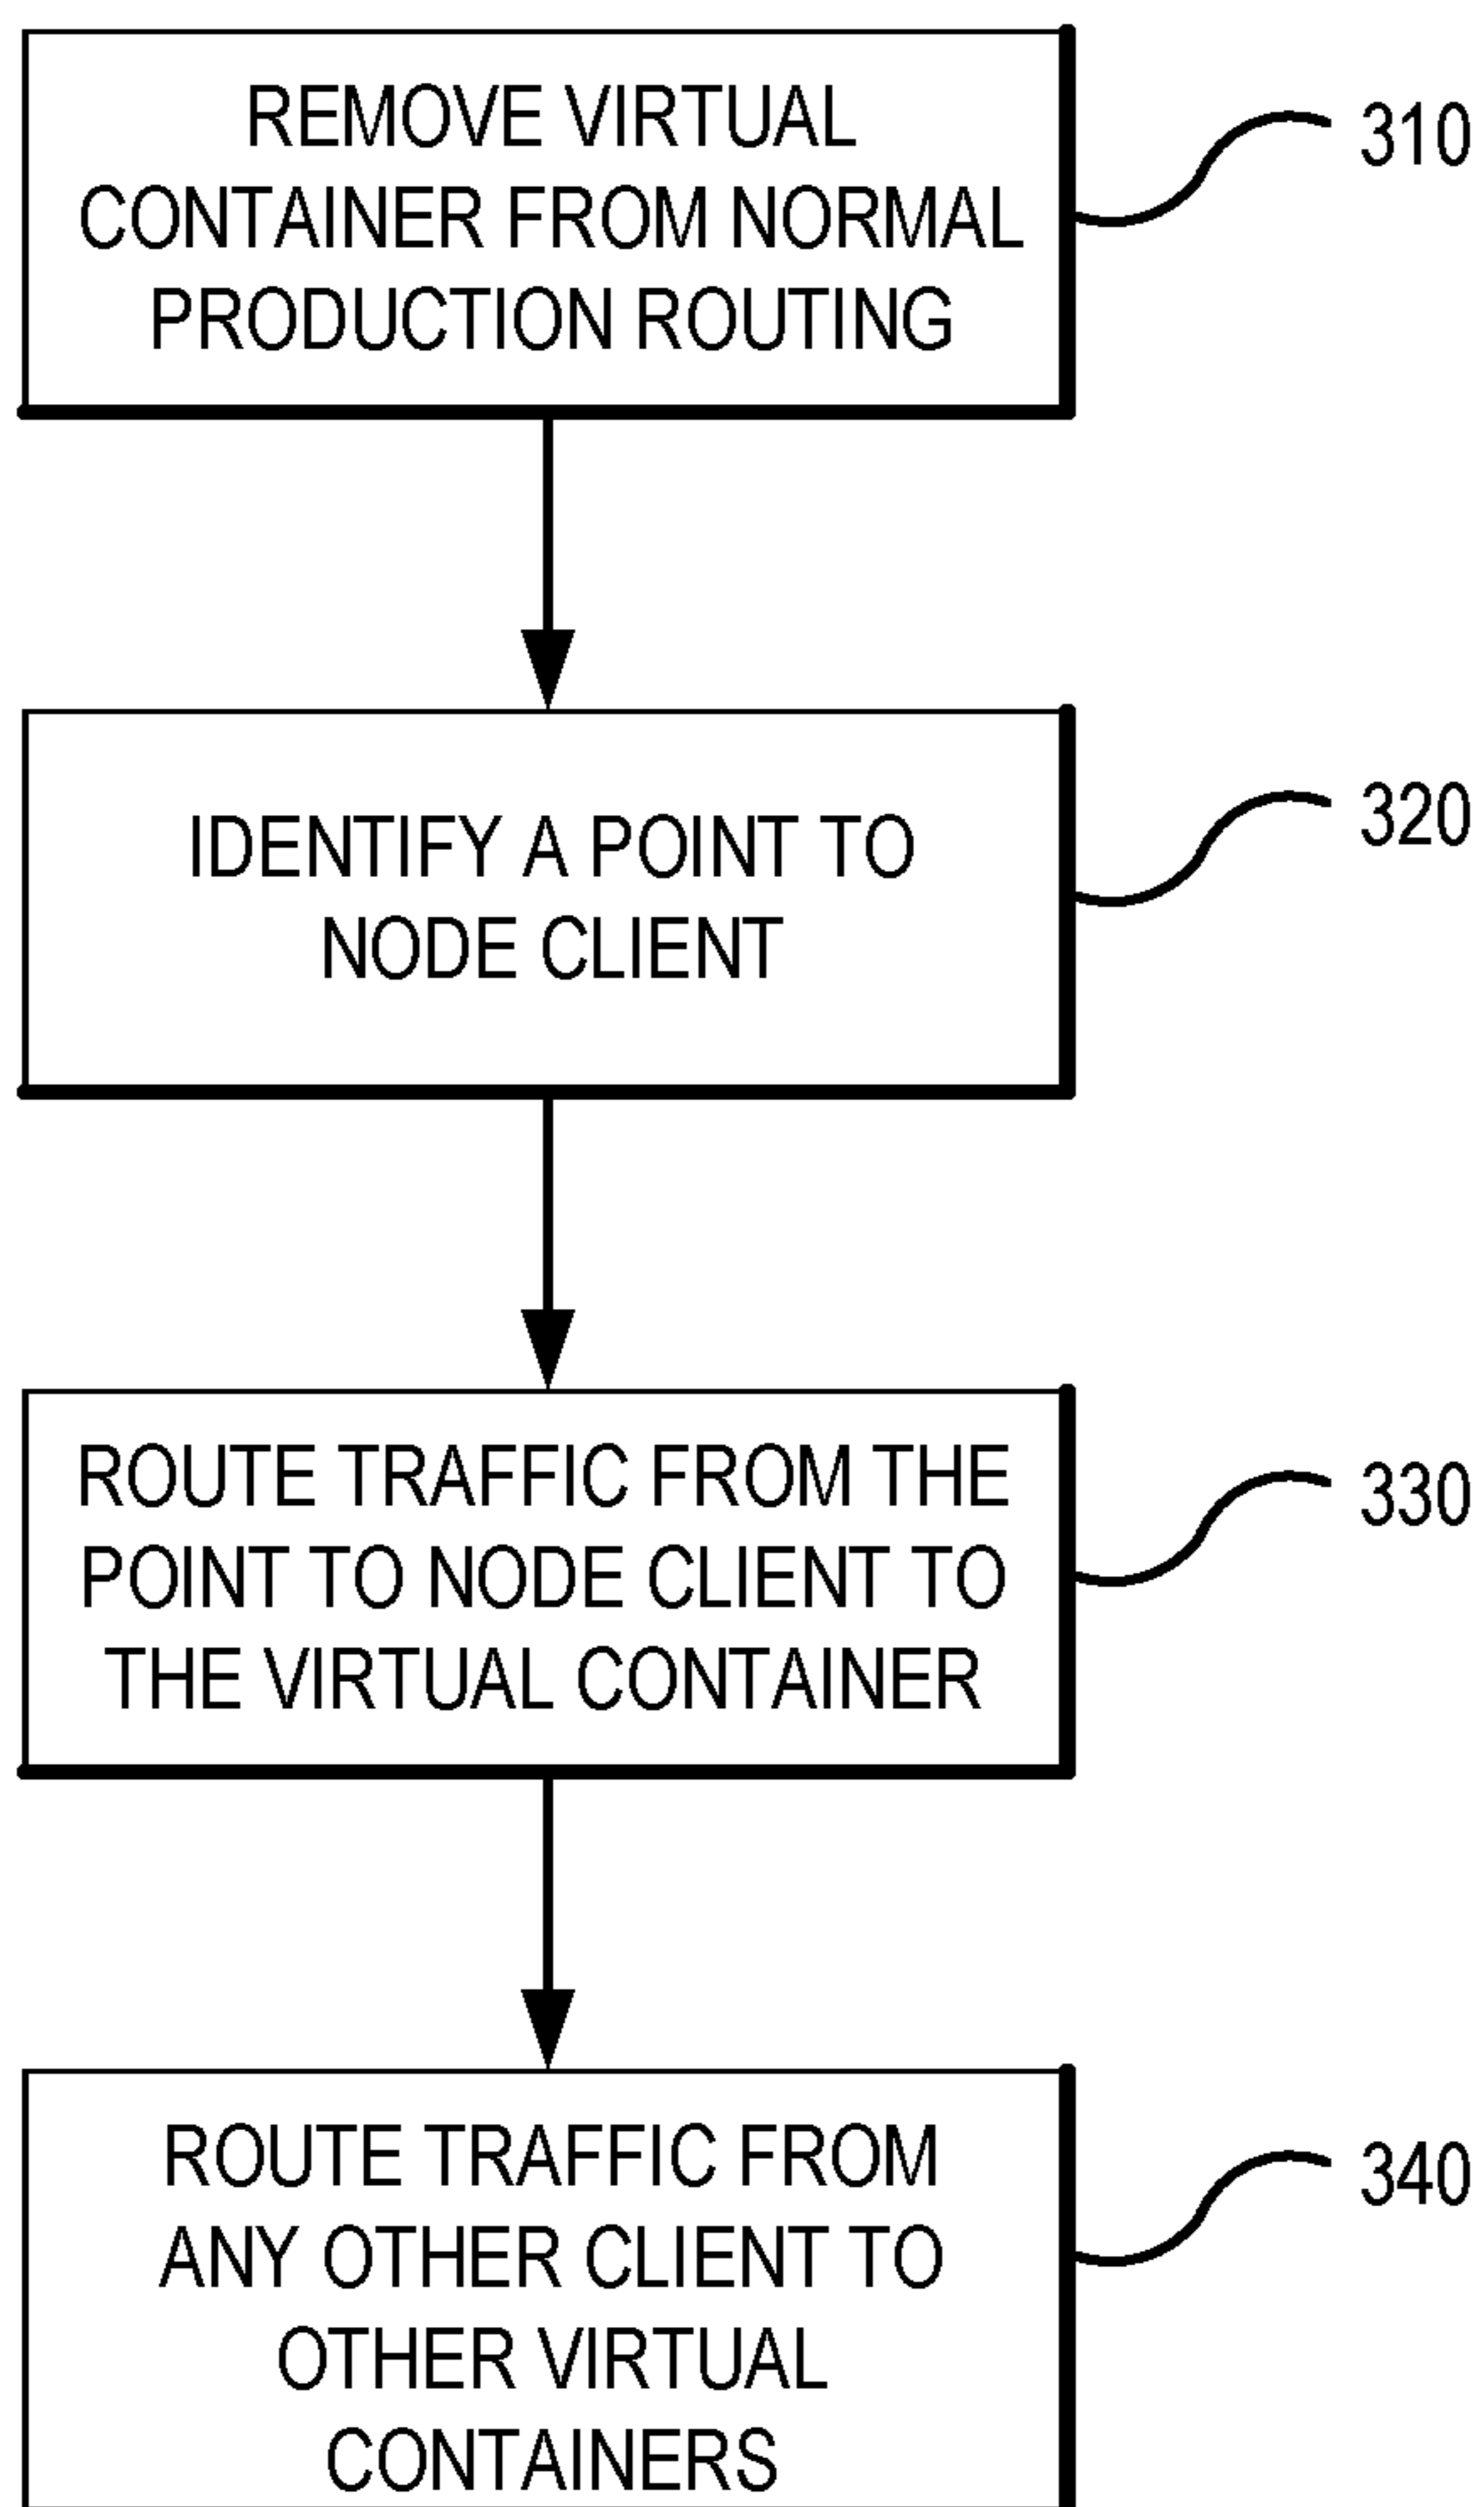 REMOVE VIRTUAL
CONTAINER FROM NORMAL
PRODUCTION ROUTING
310
IDENTIFY A POINT TO
NODE CLIENT
320
ROUTE TRAFFIC FROM THE
POINT TO NODE CLIENT TO
THE VIRTUAL CONTAINER
330
ROUTE TRAFFIC FROM
ANY OTHER CLIENT TO
OTHER VIRTUAL
CONTAINERS
340